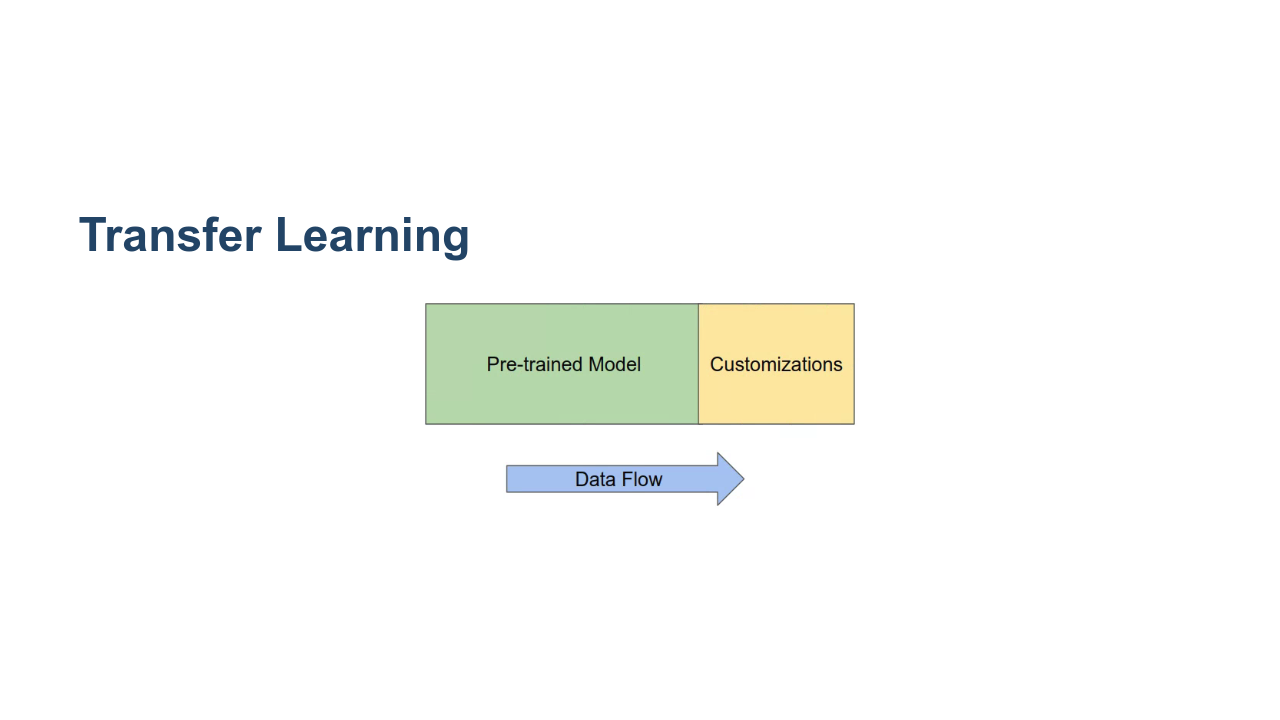 Transfer Learning
Pre-trained Model
Customizations
Data Flow